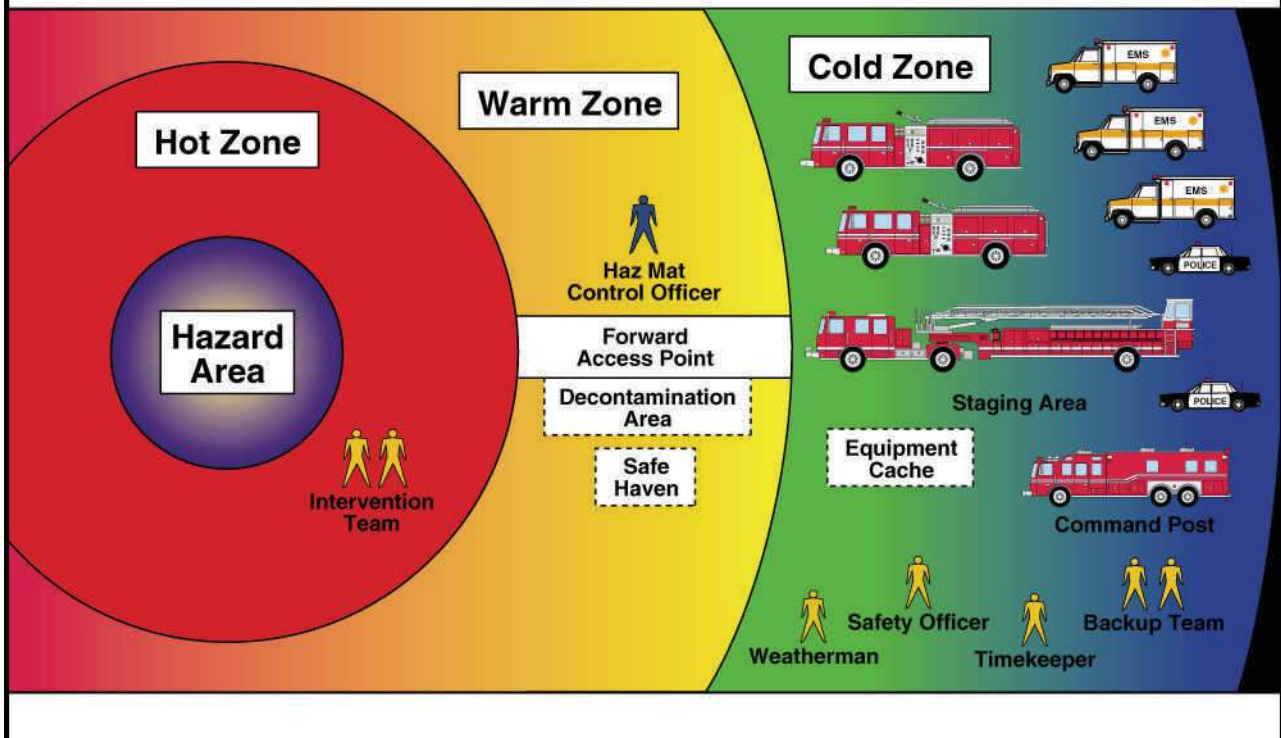 Hot Zone
Warm Zone
Cold Zone
EMS
EMS
EMS
POLICE
Haz Mat
Control Officer
Hazard
Area
Forward
Access Point
Decontamination
Area
Safe
Haven
Intervention
Team
Staging Area
POLICE
Equipment
Cache
Command Post
Safety Officer
Backup Team
Weatherman
Timekeeper